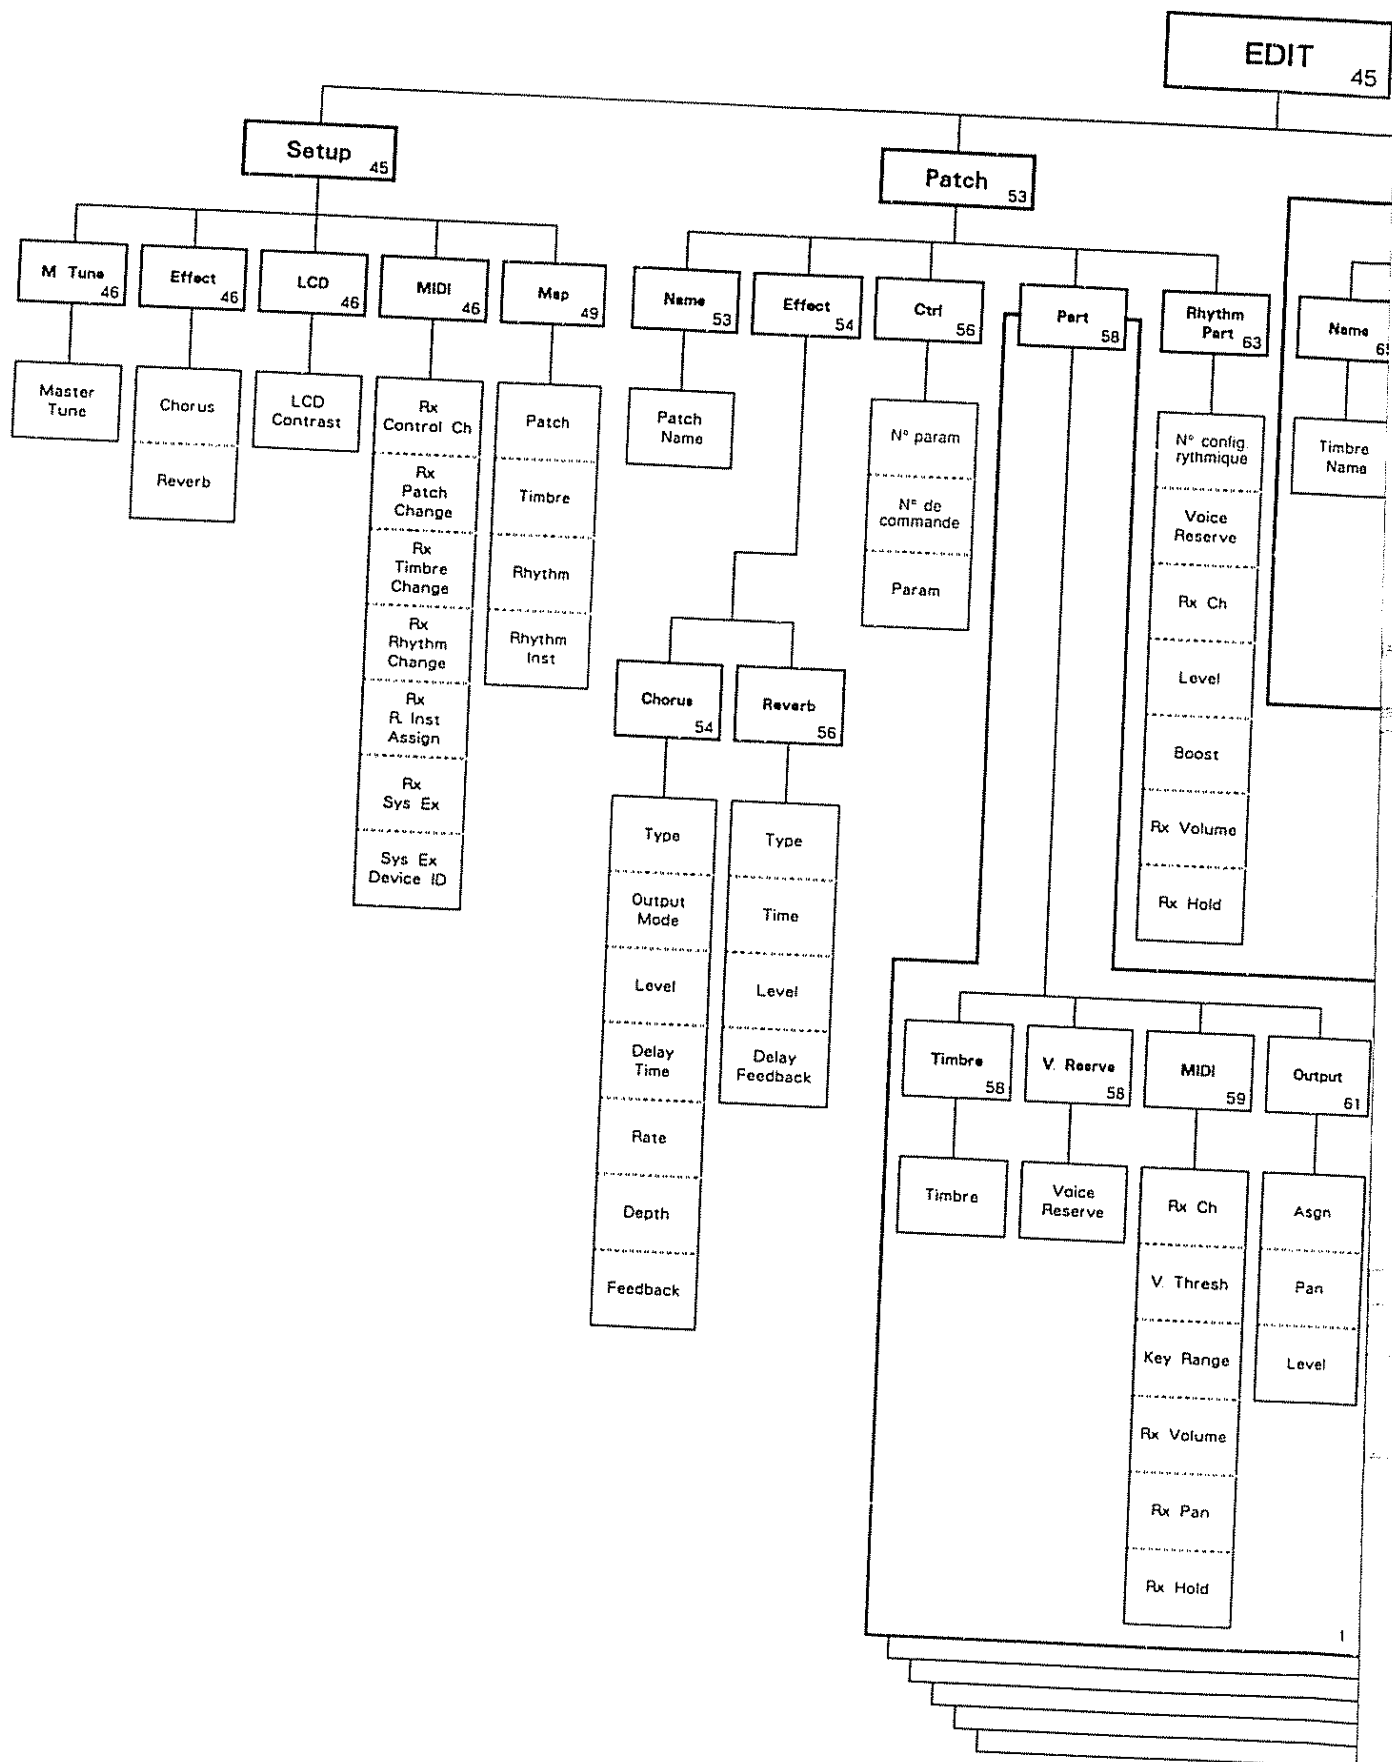 EDIT
45
Setup
45
Patch
53
M Tune
46
Effect
46
LCD
46
MIDI
46
Map
49
Name
53
Effect
54
Ctrl
56
Part
58
Rhythm
Part
63
Name
Master
Tune
Chorus
Reverb
LCD
Contrast
Rx
Control Ch
Rx
Patch
Change
Rx
Timbre
Change
Rx
Rhythm
Change
Rx
R. Inst
Assign
Rx
Sys Ex
Sys Ex
Device ID
Patch
Timbre
Rhythm
Rhythm
Inst
Patch
Name
N° param
N° de
commande
Param
N° config.
rythmique
Voice
Reserve
Rx Ch
Level
Boost
Rx Volume
Rx Hold
Timbre
Name
Chorus
54
Reverb
56
Type
Output
Mode
Level
Delay
Time
Rate
Depth
Feedback
Type
Time
Level
Delay
Feedback
Timbre
58
V. Reerve
58
MIDI
59
Output
61
Timbre
Voice
Reserve
Rx Ch
V. Thresh
Key Range
Rx Volume
Rx Pan
Rx Hold
Asgn
Pan
Level
1